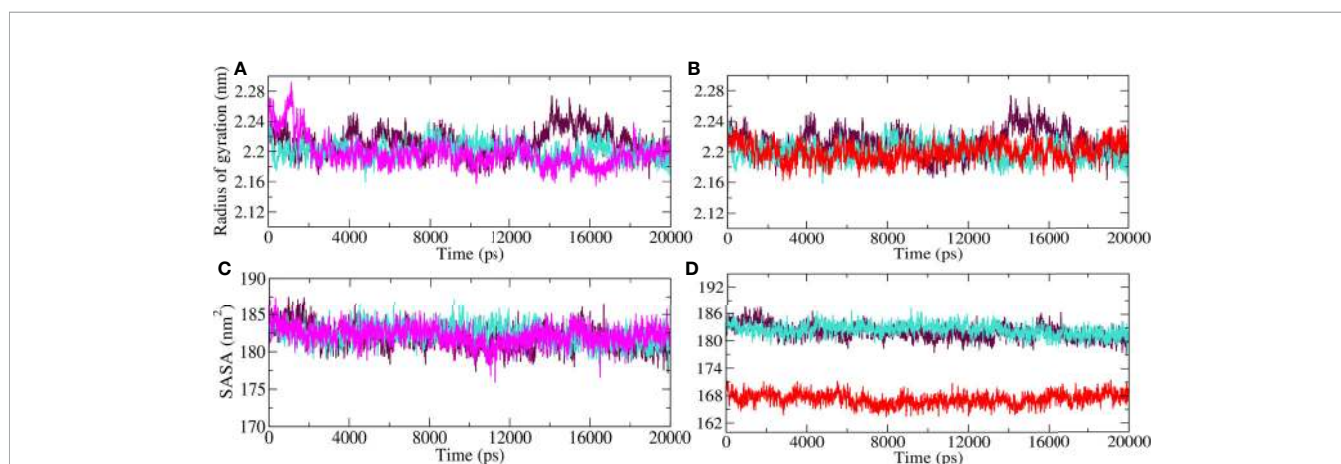 A
Radius of gyration (nm)
2.28
2.24
2.2
2.16
2.12
0 4000 8000 12000 16000 20000
Time (ps)
B
2.28
2.24
2.2
2.16
2.12
0 4000 8000 12000 16000 20000
Time (ps)
C
SASA (nm²)
190
185
180
175
170
0 4000 8000 12000 16000 20000
Time (ps)
D
192
186
180
174
168
162
0 4000 8000 12000 16000 20000
Time (ps)